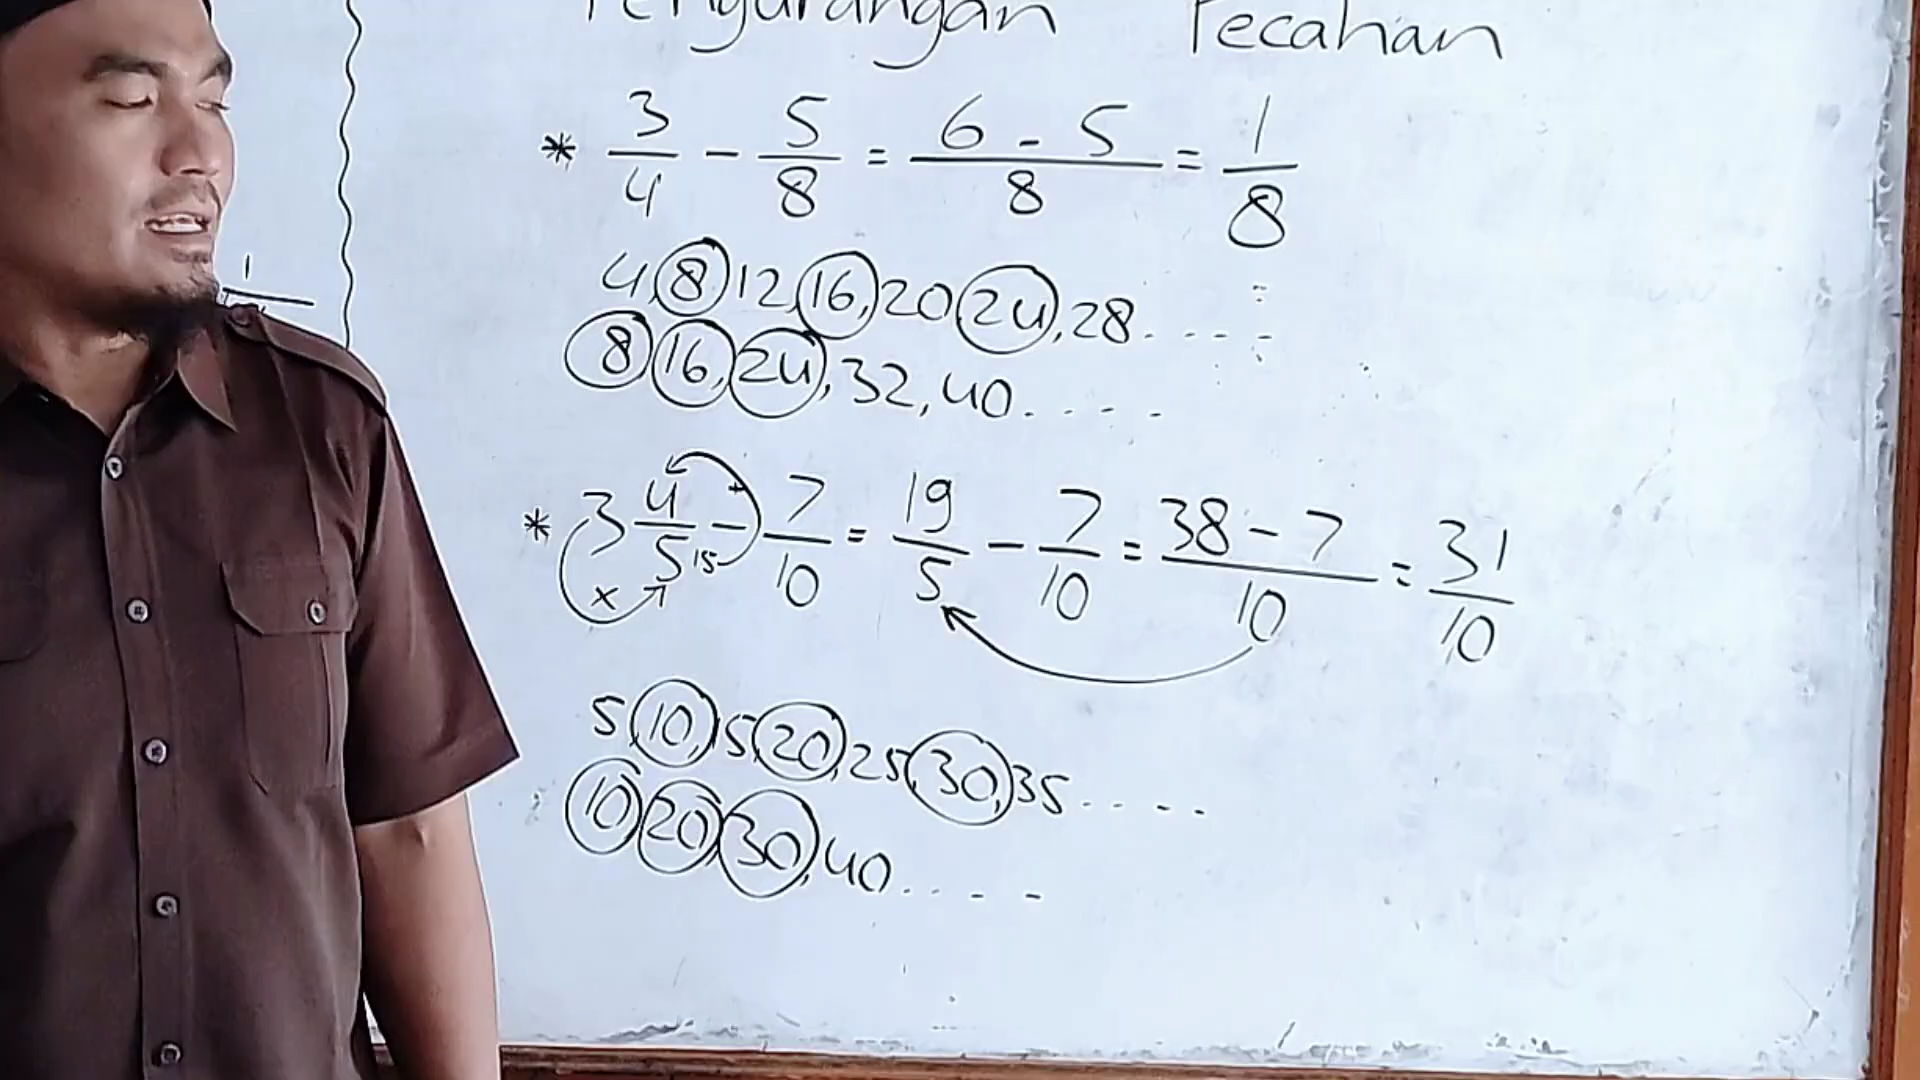 Pengurangan Pecahan
* 3/4 - 5/8 = 6 - 5/8 = 1/8
4, 8, 12, 16, 20, 24, 28 . . . .
8, 16, 24, 32, 40 . . . .
* 3 4/5 - 7/10 = 19/5 - 7/10 = 38 - 7/10 = 31/10
+
15
×
5, 10, 15, 20, 25, 30, 35 . . . .
10, 20, 30, 40 . . . .
1